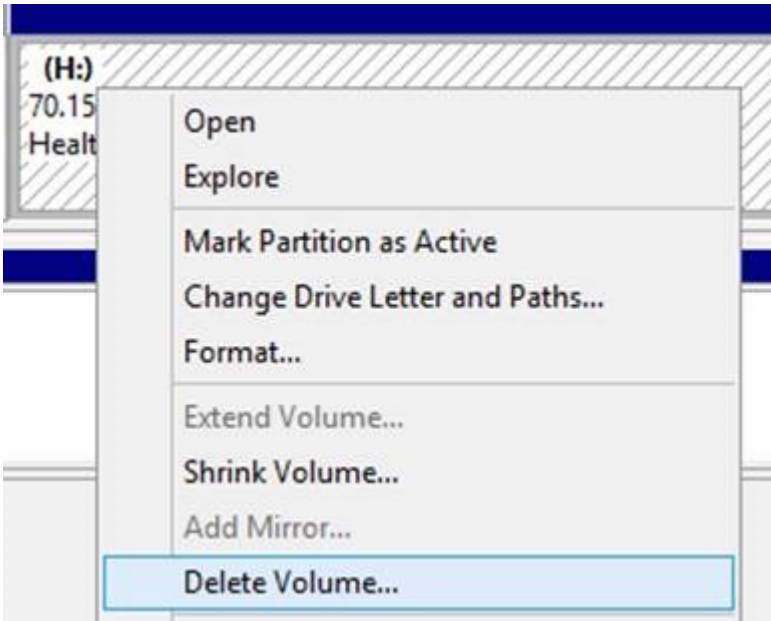 (H:)
70.15
Healt
Open
Explore
Mark Partition as Active
Change Drive Letter and Paths...
Format...
Extend Volume...
Shrink Volume...
Add Mirror...
Delete Volume...